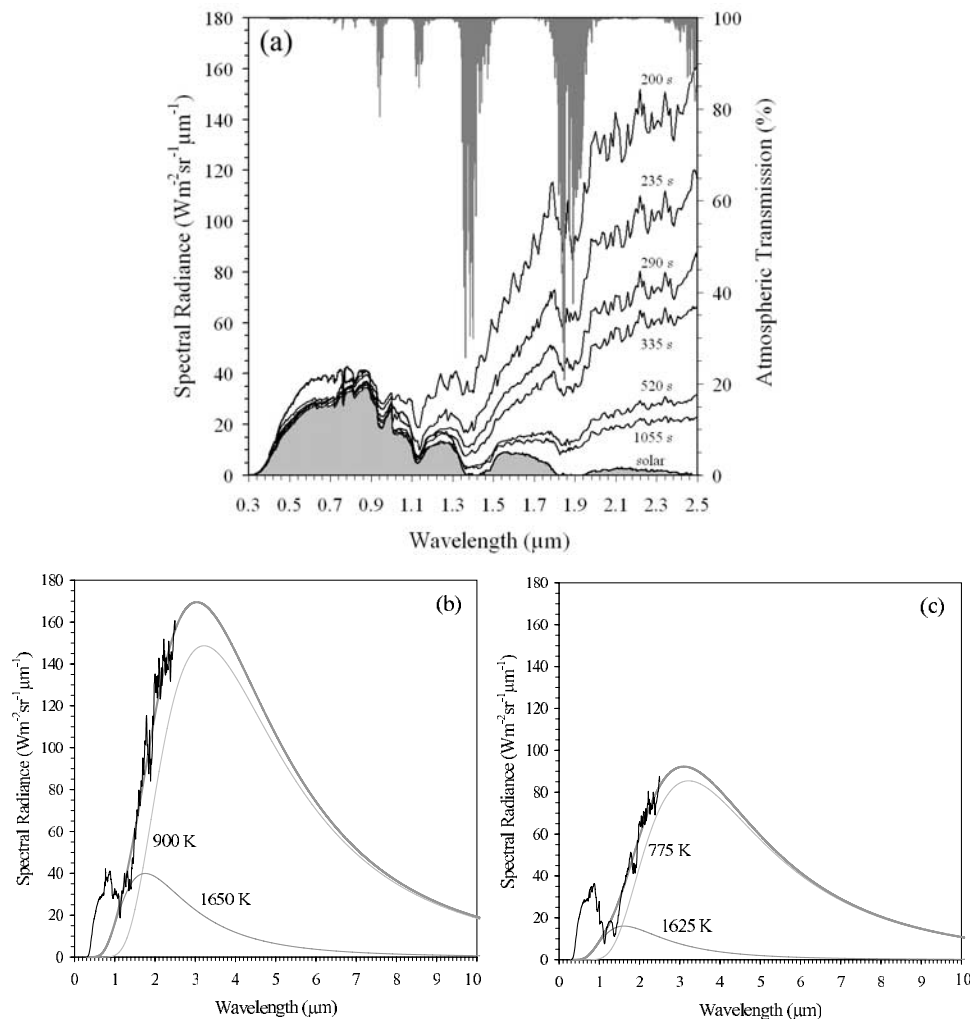 (a)
Spectral Radiance (Wm⁻²sr⁻¹µm⁻¹)
180
160
140
120
100
80
60
40
20
0
100
80
60
40
20
0
Atmospheric Transmission (%)
200 s
235 s
290 s
335 s
520 s
1055 s
solar
0.3 0.5 0.7 0.9 1.1 1.3 1.5 1.7 1.9 2.1 2.3 2.5
Wavelength (µm)
(b)
Spectral Radiance (Wm⁻²sr⁻¹µm⁻¹)
180
160
140
120
100
80
60
40
20
0
900 K
1650 K
0 1 2 3 4 5 6 7 8 9 10
Wavelength (µm)
(c)
Spectral Radiance (Wm⁻²sr⁻¹µm⁻¹)
180
160
140
120
100
80
60
40
20
0
775 K
1625 K
0 1 2 3 4 5 6 7 8 9 10
Wavelength (µm)